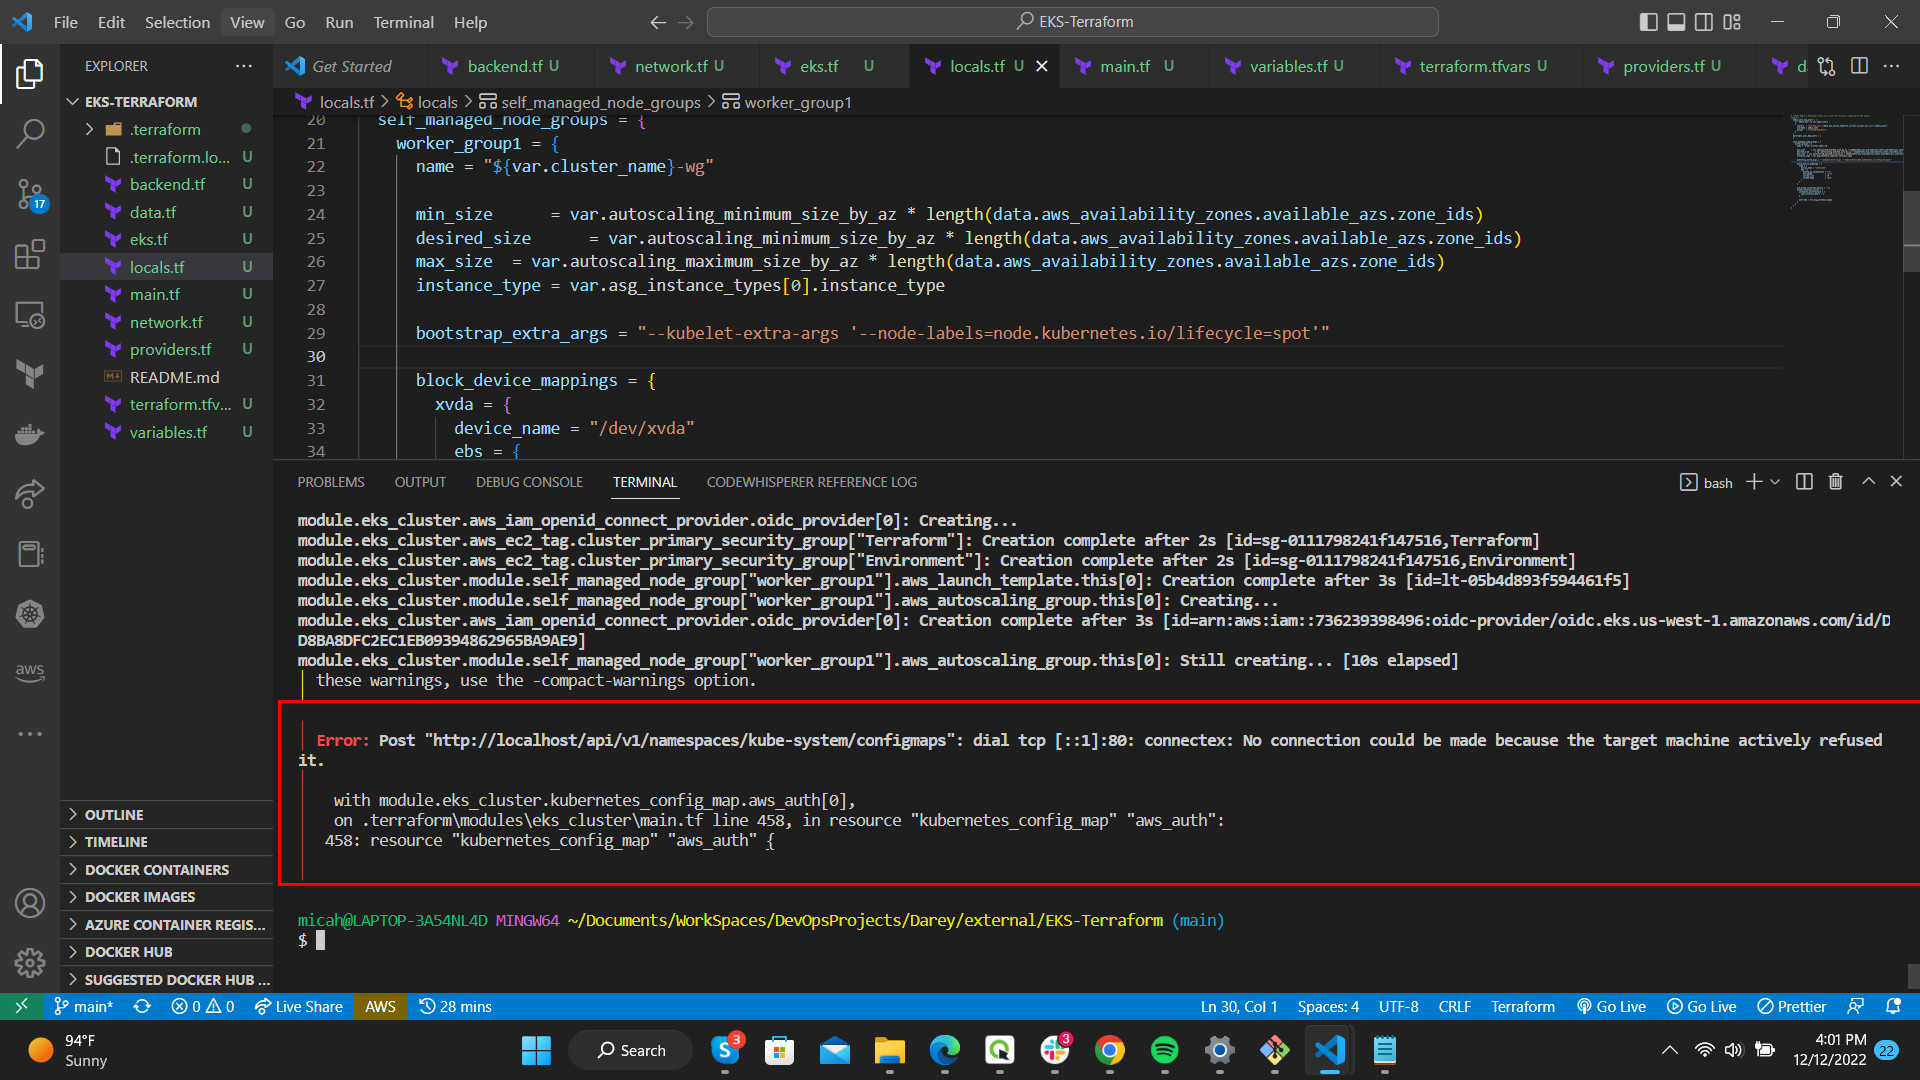 File Edit Selection View Go Run Terminal Help
EKS-Terraform
EXPLORER
Get Started
backend.tf U
network.tf U
eks.tf U
locals.tf U
main.tf U
variables.tf U
terraform.tfvars U
providers.tf U
d
locals.tf > locals > self_managed_node_groups > worker_group1
EKS-TERRAFORM
.terraform
.terraform.lo... U
backend.tf U
data.tf U
eks.tf U
locals.tf U
main.tf U
network.tf U
providers.tf U
README.md
terraform.tfv... U
variables.tf U
OUTLINE
TIMELINE
DOCKER CONTAINERS
DOCKER IMAGES
AZURE CONTAINER REGIS...
DOCKER HUB
SUGGESTED DOCKER HUB ...
17
aws
20 self_managed_node_groups = {
21 worker_group1 = {
22 name = "${var.cluster_name}-wg"
23
24 min_size      = var.autoscaling_minimum_size_by_az * length(data.aws_availability_zones.available_azs.zone_ids)
25 desired_size      = var.autoscaling_minimum_size_by_az * length(data.aws_availability_zones.available_azs.zone_ids)
26 max_size  = var.autoscaling_maximum_size_by_az * length(data.aws_availability_zones.available_azs.zone_ids)
27 instance_type = var.asg_instance_types[0].instance_type
28
29 bootstrap_extra_args = "--kubelet-extra-args '--node-labels=node.kubernetes.io/lifecycle=spot'"
30
31 block_device_mappings = {
32 xvda = {
33 device_name = "/dev/xvda"
34 ebs = {
PROBLEMS OUTPUT DEBUG CONSOLE TERMINAL CODEWHISPERER REFERENCE LOG
bash
module.eks_cluster.aws_iam_openid_connect_provider.oidc_provider[0]: Creating...
module.eks_cluster.aws_ec2_tag.cluster_primary_security_group["Terraform"]: Creation complete after 2s [id=sg-0111798241f147516,Terraform]
module.eks_cluster.aws_ec2_tag.cluster_primary_security_group["Environment"]: Creation complete after 2s [id=sg-0111798241f147516,Environment]
module.eks_cluster.module.self_managed_node_group["worker_group1"].aws_launch_template.this[0]: Creation complete after 3s [id=lt-05b4d893f594461f5]
module.eks_cluster.module.self_managed_node_group["worker_group1"].aws_autoscaling_group.this[0]: Creating...
module.eks_cluster.aws_iam_openid_connect_provider.oidc_provider[0]: Creation complete after 3s [id=arn:aws:iam::736239398496:oidc-provider/oidc.eks.us-west-1.amazonaws.com/id/D
D8BA8DFC2EC1EB09394862965BA9AE9]
module.eks_cluster.module.self_managed_node_group["worker_group1"].aws_autoscaling_group.this[0]: Still creating... [10s elapsed]
these warnings, use the -compact-warnings option.
Error: Post "http://localhost/api/v1/namespaces/kube-system/configmaps": dial tcp [::1]:80: connectex: No connection could be made because the target machine actively refused
it.
with module.eks_cluster.kubernetes_config_map.aws_auth[0],
on .terraform\modules\eks_cluster\main.tf line 458, in resource "kubernetes_config_map" "aws_auth":
458: resource "kubernetes_config_map" "aws_auth" {
micah@LAPTOP-3A54NL4D MINGW64 ~/Documents/WorkSpaces/DevOpsProjects/Darey/external/EKS-Terraform (main)
$
main* 0 0 Live Share AWS 28 mins
Ln 30, Col 1 Spaces: 4 UTF-8 CRLF Terraform Go Live Go Live Prettier
94°F
Sunny
Search
3
3
4:01 PM
12/12/2022
22